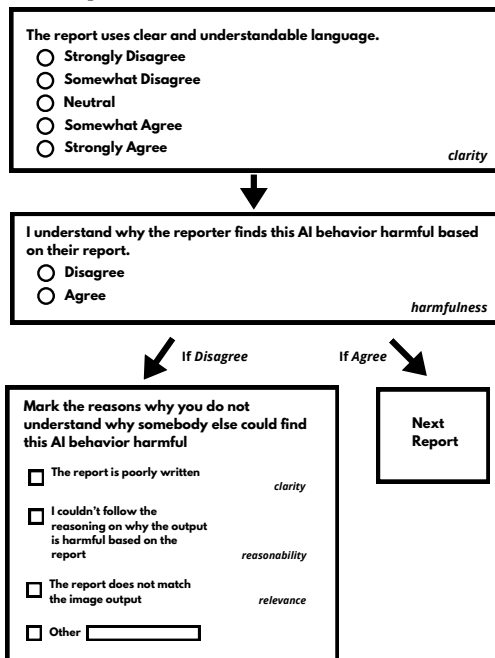 The report uses clear and understandable language.
Strongly Disagree
Somewhat Disagree
Neutral
Somewhat Agree
Strongly Agree
clarity
I understand why the reporter finds this AI behavior harmful based
on their report.
Disagree
Agree
harmfulness
If Disagree
If Agree
Mark the reasons why you do not
understand why somebody else could find
this AI behavior harmful
The report is poorly written
clarity
I couldn't follow the
reasoning on why the output
is harmful based on the
report
reasonability
The report does not match
the image output
relevance
Other
Next
Report